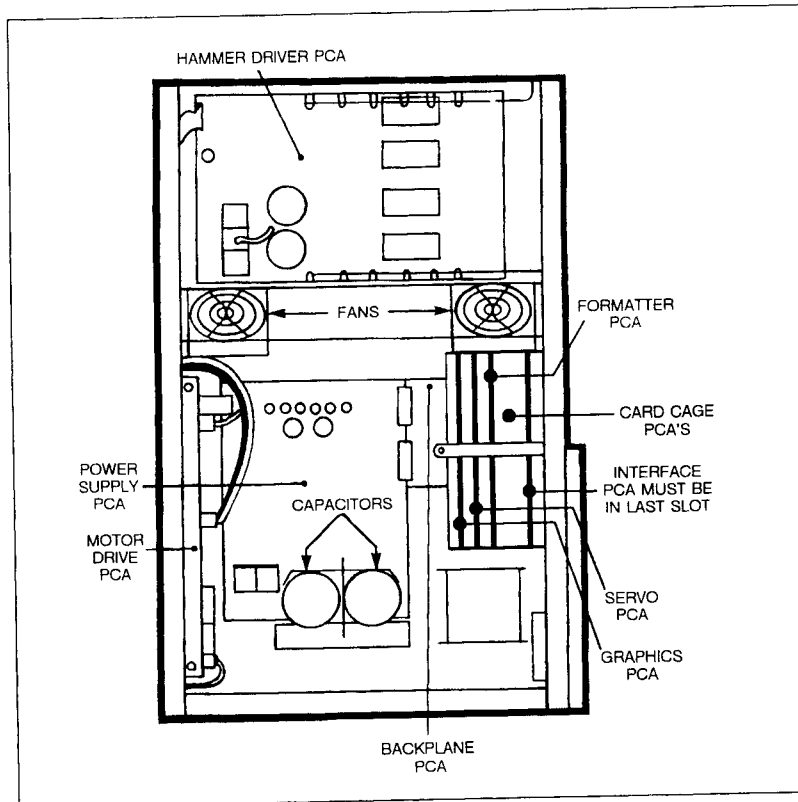 HAMMER DRIVER PCA
FANS
FORMATTER
PCA
CARD CAGE
PCA'S
POWER
SUPPLY
PCA
CAPACITORS
INTERFACE
PCA MUST BE
IN LAST SLOT
MOTOR
DRIVE
PCA
SERVO
PCA
GRAPHICS
PCA
BACKPLANE
PCA